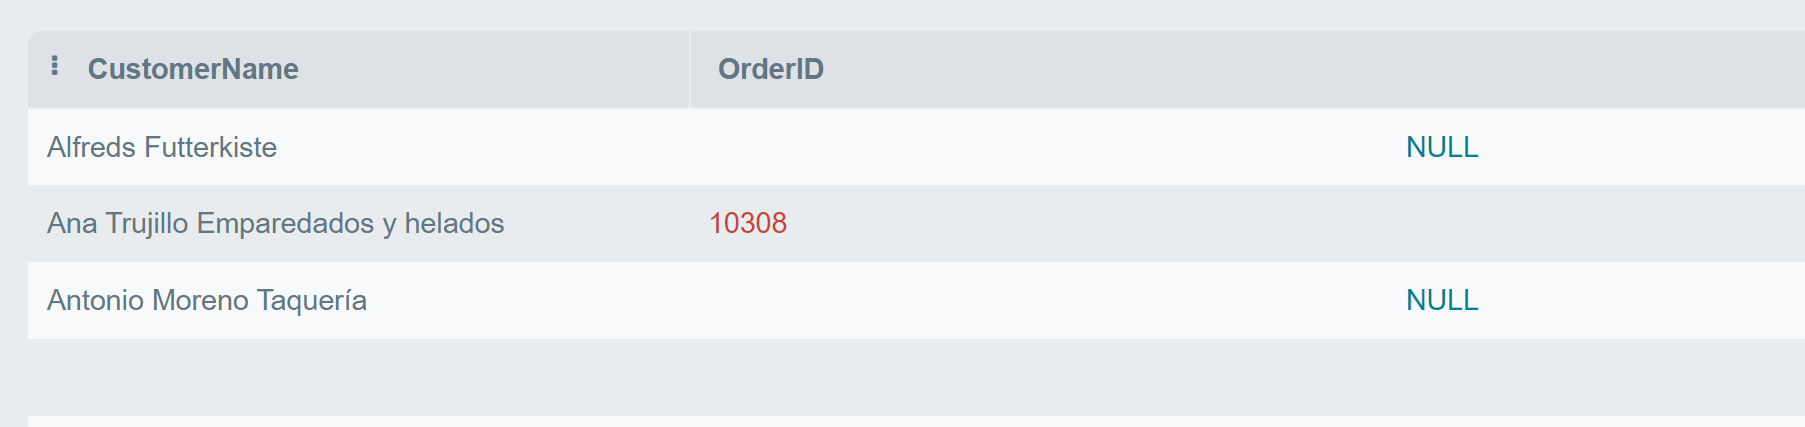 CustomerName OrderID
Alfreds Futterkiste NULL
Ana Trujillo Emparedados y helados 10308
Antonio Moreno Taquería NULL